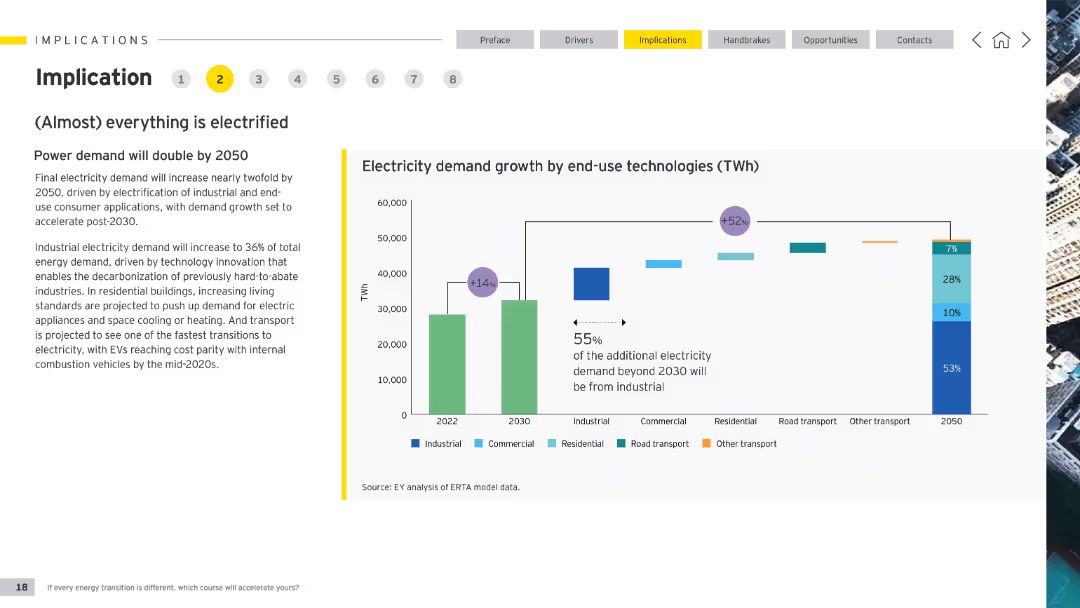 IMPLICATIONS
Preface
Drivers
Implications
Handbrakes
Opportunities
Contacts
Implication 1 2 3 4 5 6 7 8
(Almost) everything is electrified
Power demand will double by 2050
Final electricity demand will increase nearly twofold by
2050, driven by electrification of industrial and end-
use consumer applications, with demand growth set to
accelerate post-2030.
Industrial electricity demand will increase to 36% of total
energy demand, driven by technology innovation that
enables the decarbonization of previously hard-to-abate
industries. In residential buildings, increasing living
standards are projected to push up demand for electric
appliances and space cooling or heating. And transport
is projected to see one of the fastest transitions to
electricity, with EVs reaching cost parity with internal
combustion vehicles by the mid-2020s.
Electricity demand growth by end-use technologies (TWh)
60,000
50,000
40,000
30,000
20,000
10,000
0
TWh
+14%
+52%
55%
of the additional electricity
demand beyond 2030 will
be from industrial
7%
28%
10%
53%
2022
2030
Industrial
Commercial
Residential
Road transport
Other transport
2050
Industrial
Commercial
Residential
Road transport
Other transport
Source: EY analysis of ERTA model data.
18
If every energy transition is different, which course will accelerate yours?